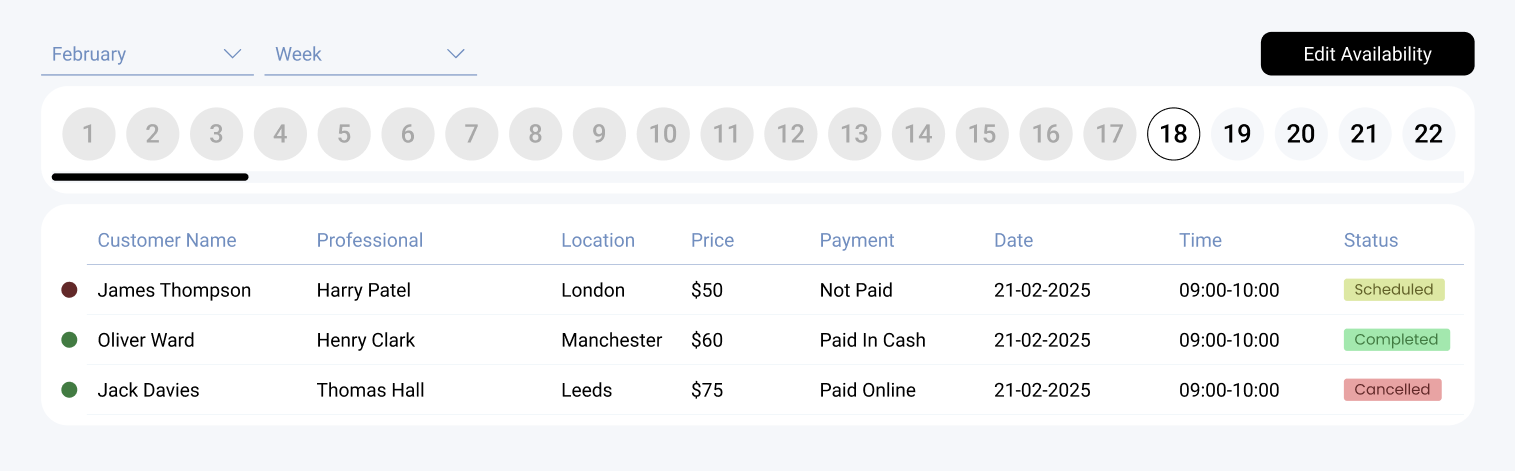 February Week Edit Availability
1 2 3 4 5 6 7 8 9 10 11 12 13 14 15 16 17 18 19 20 21 22
Customer Name Professional Location Price Payment Date Time Status
James Thompson Harry Patel London $50 Not Paid 21-02-2025 09:00-10:00 Scheduled
Oliver Ward Henry Clark Manchester $60 Paid In Cash 21-02-2025 09:00-10:00 Completed
Jack Davies Thomas Hall Leeds $75 Paid Online 21-02-2025 09:00-10:00 Cancelled